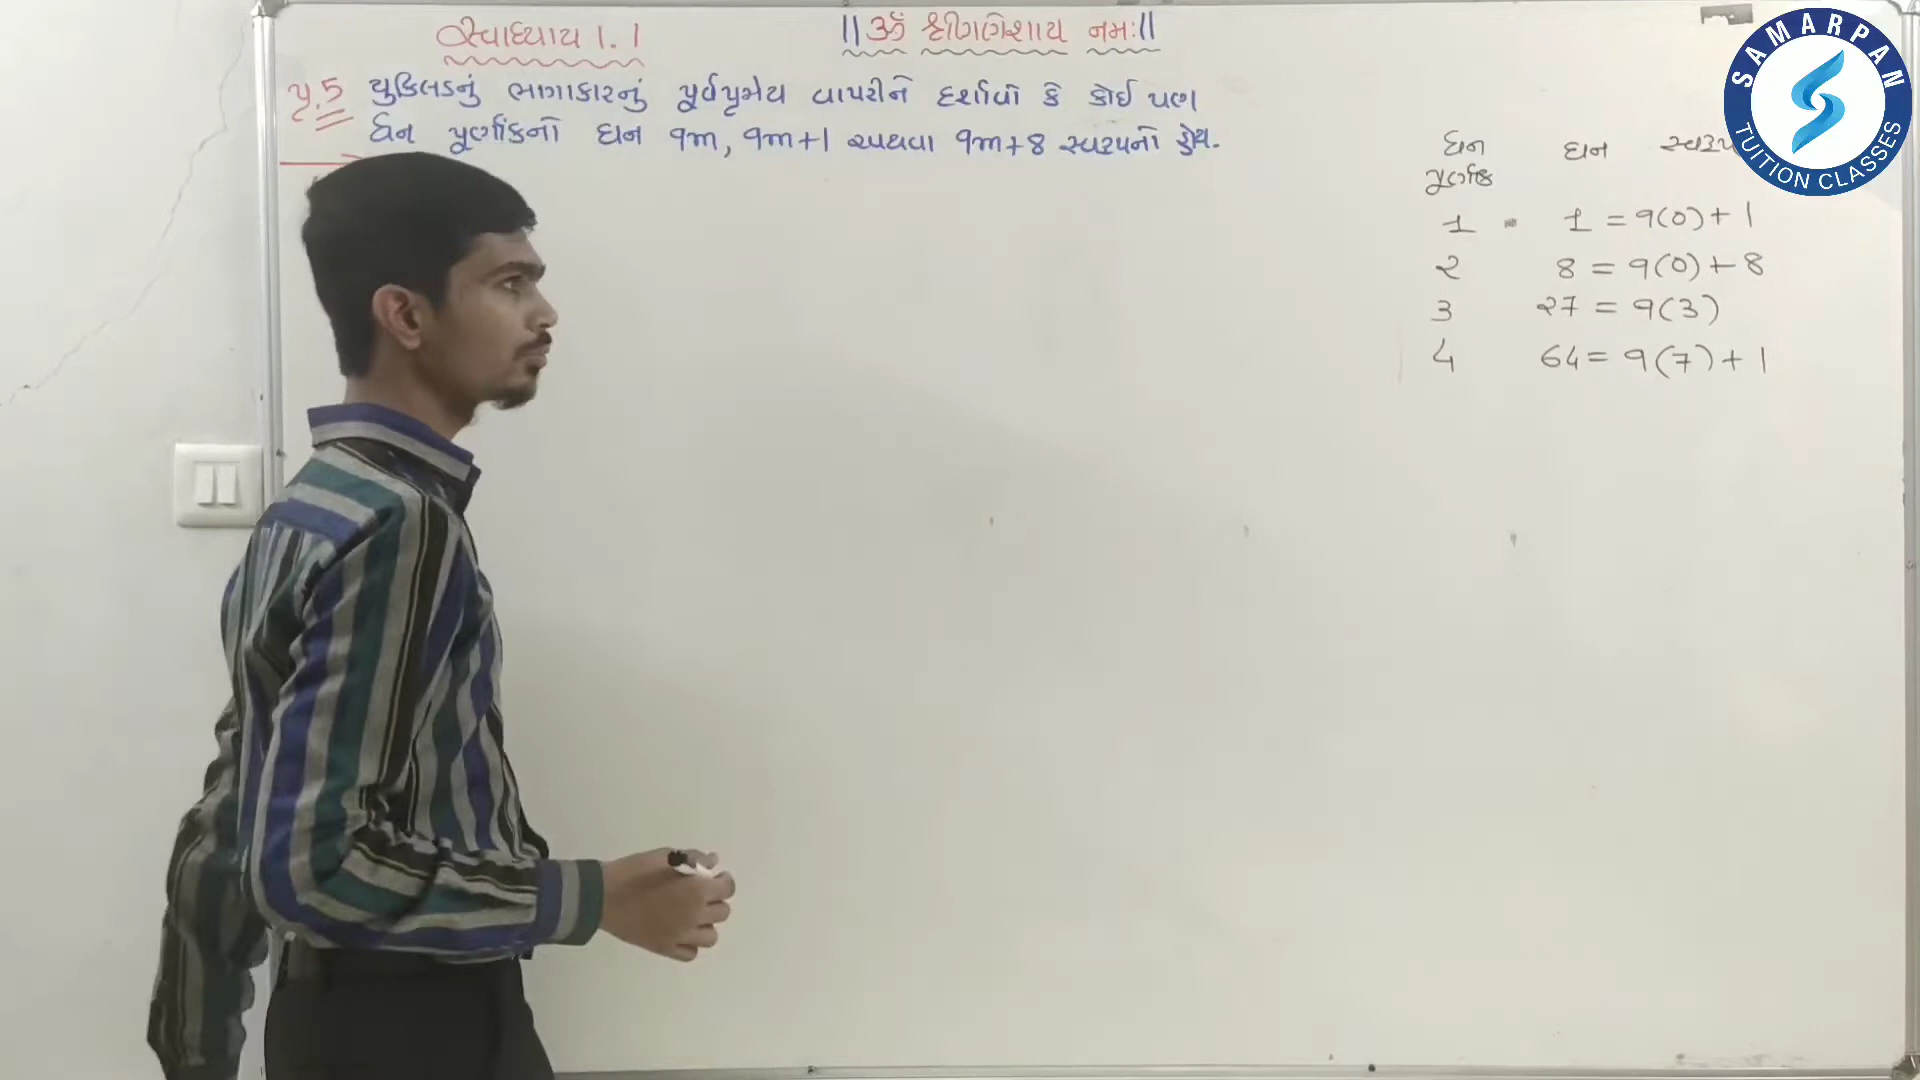 સ્વાધ્યાય 1.1
||ૐ શ્રીગણેશાય નમઃ||
પ્ર.5 યુક્લિડનું ભાગાકારનું પૂર્વપ્રમેય વાપરીને દર્શાવો કે કોઈ પણ
ધન પૂર્ણાંકનો ઘન 9m, 9m+1 અથવા 9m+8 સ્વરૂપનો હોય.
ધન પૂર્ણાંક ઘન
1 = 1 = 9(0)+1
2 8 = 9(0)+8
3 27 = 9(3)
4 64 = 9(7)+1
SAMARPAN
TUITION CLASSES